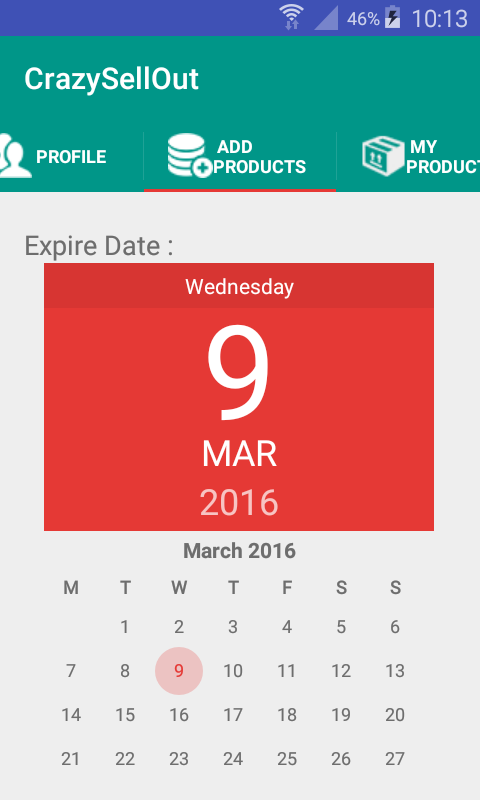 46% 10:13
CrazySellOut
PROFILE
ADD
PRODUCTS
MY
PRODUCT
Expire Date :
Wednesday
9
MAR
2016
March 2016
M T W T F S S
1 2 3 4 5 6
7 8 9 10 11 12 13
14 15 16 17 18 19 20
21 22 23 24 25 26 27